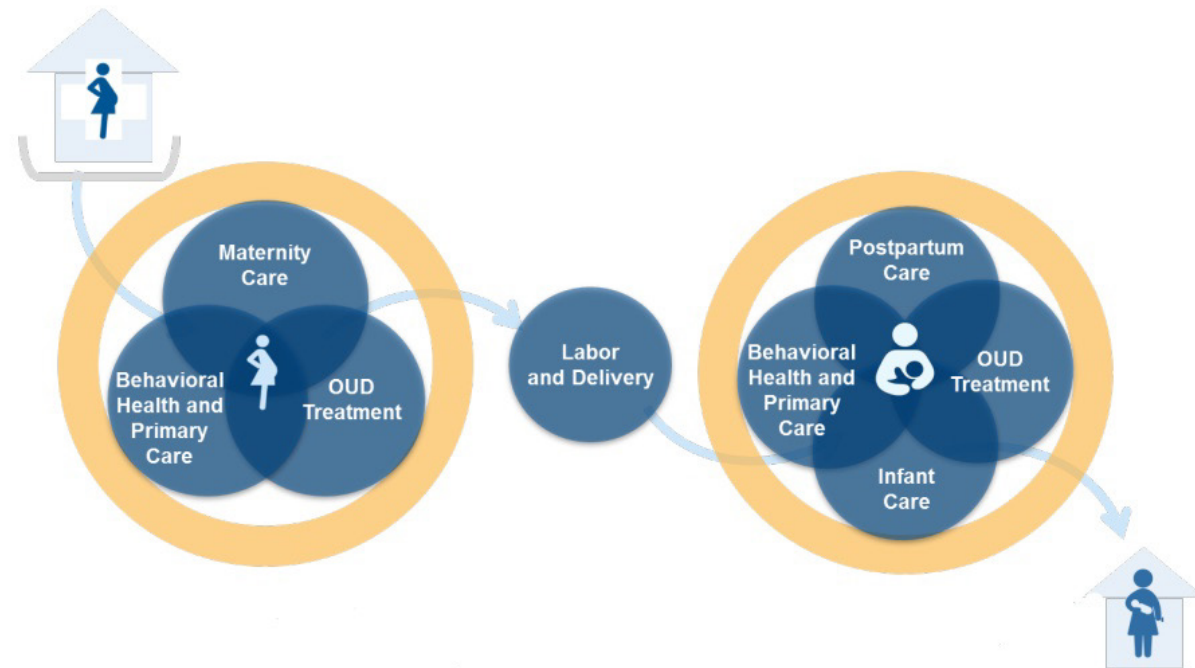 Maternity
Care
Behavioral
Health and
Primary
Care
OUD
Treatment
Labor
and Delivery
Postpartum
Care
Behavioral
Health and
Primary
Care
OUD
Treatment
Infant
Care